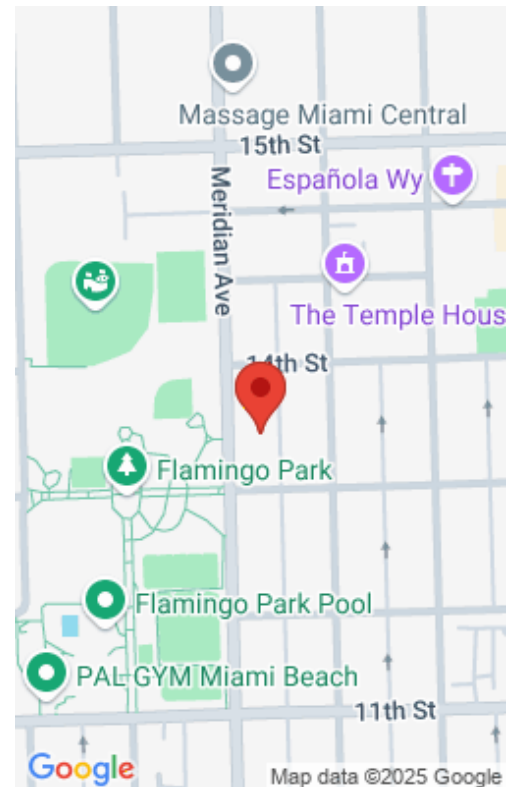 Massage Miami Central
15th St
Española Wy
Meridian Ave
The Temple Hous
14th St
Flamingo Park
Flamingo Park Pool
PAL GYM Miami Beach
11th St
Google
Map data ©2025 Google